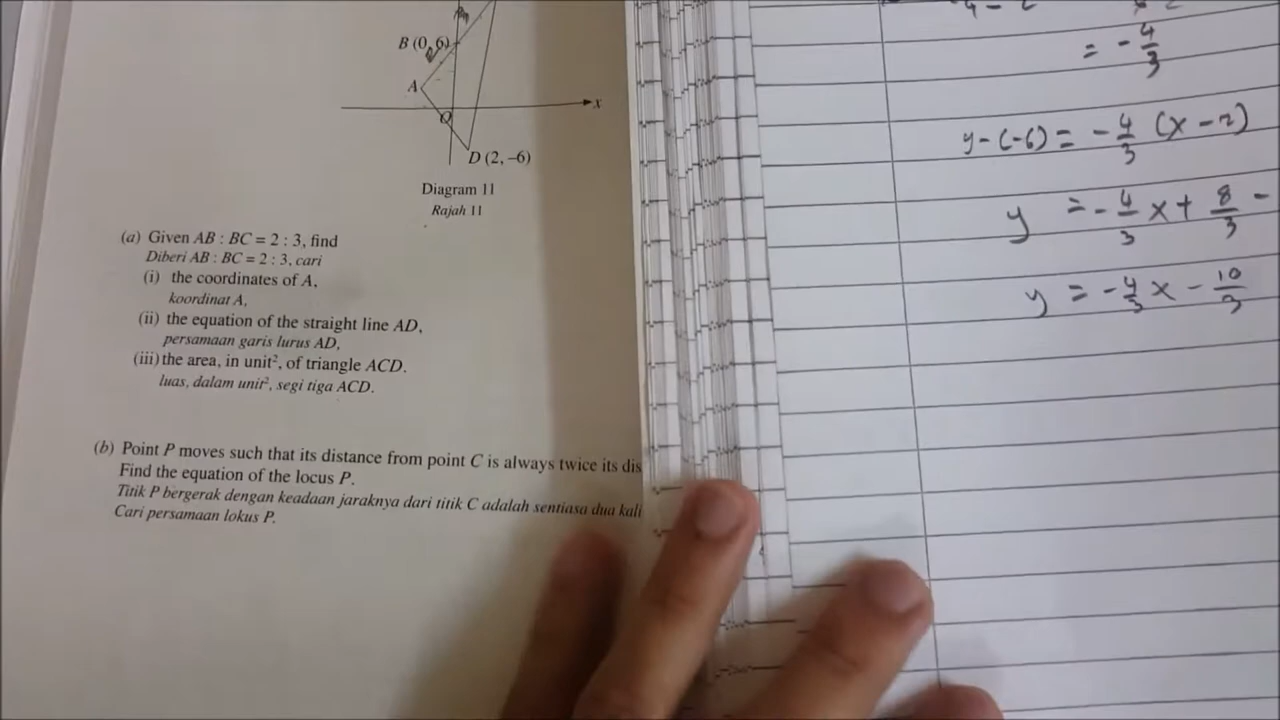 B (0, 6)
A
O
x
D (2, –6)
Diagram 11
Rajah 11
(a) Given AB : BC = 2 : 3, find
Diberi AB : BC = 2 : 3, cari
(i) the coordinates of A,
koordinat A,
(ii) the equation of the straight line AD,
persamaan garis lurus AD,
(iii) the area, in unit², of triangle ACD.
luas, dalam unit², segi tiga ACD.
(b) Point P moves such that its distance from point C is always twice its dis
Find the equation of the locus P.
Titik P bergerak dengan keadaan jaraknya dari titik C adalah sentiasa dua kali
Cari persamaan lokus P.
= - 4/3
y - (-6) = - 4/3 (x - 2)
y = - 4/3 x + 8/3 -
y = - 4/3 x - 10/3